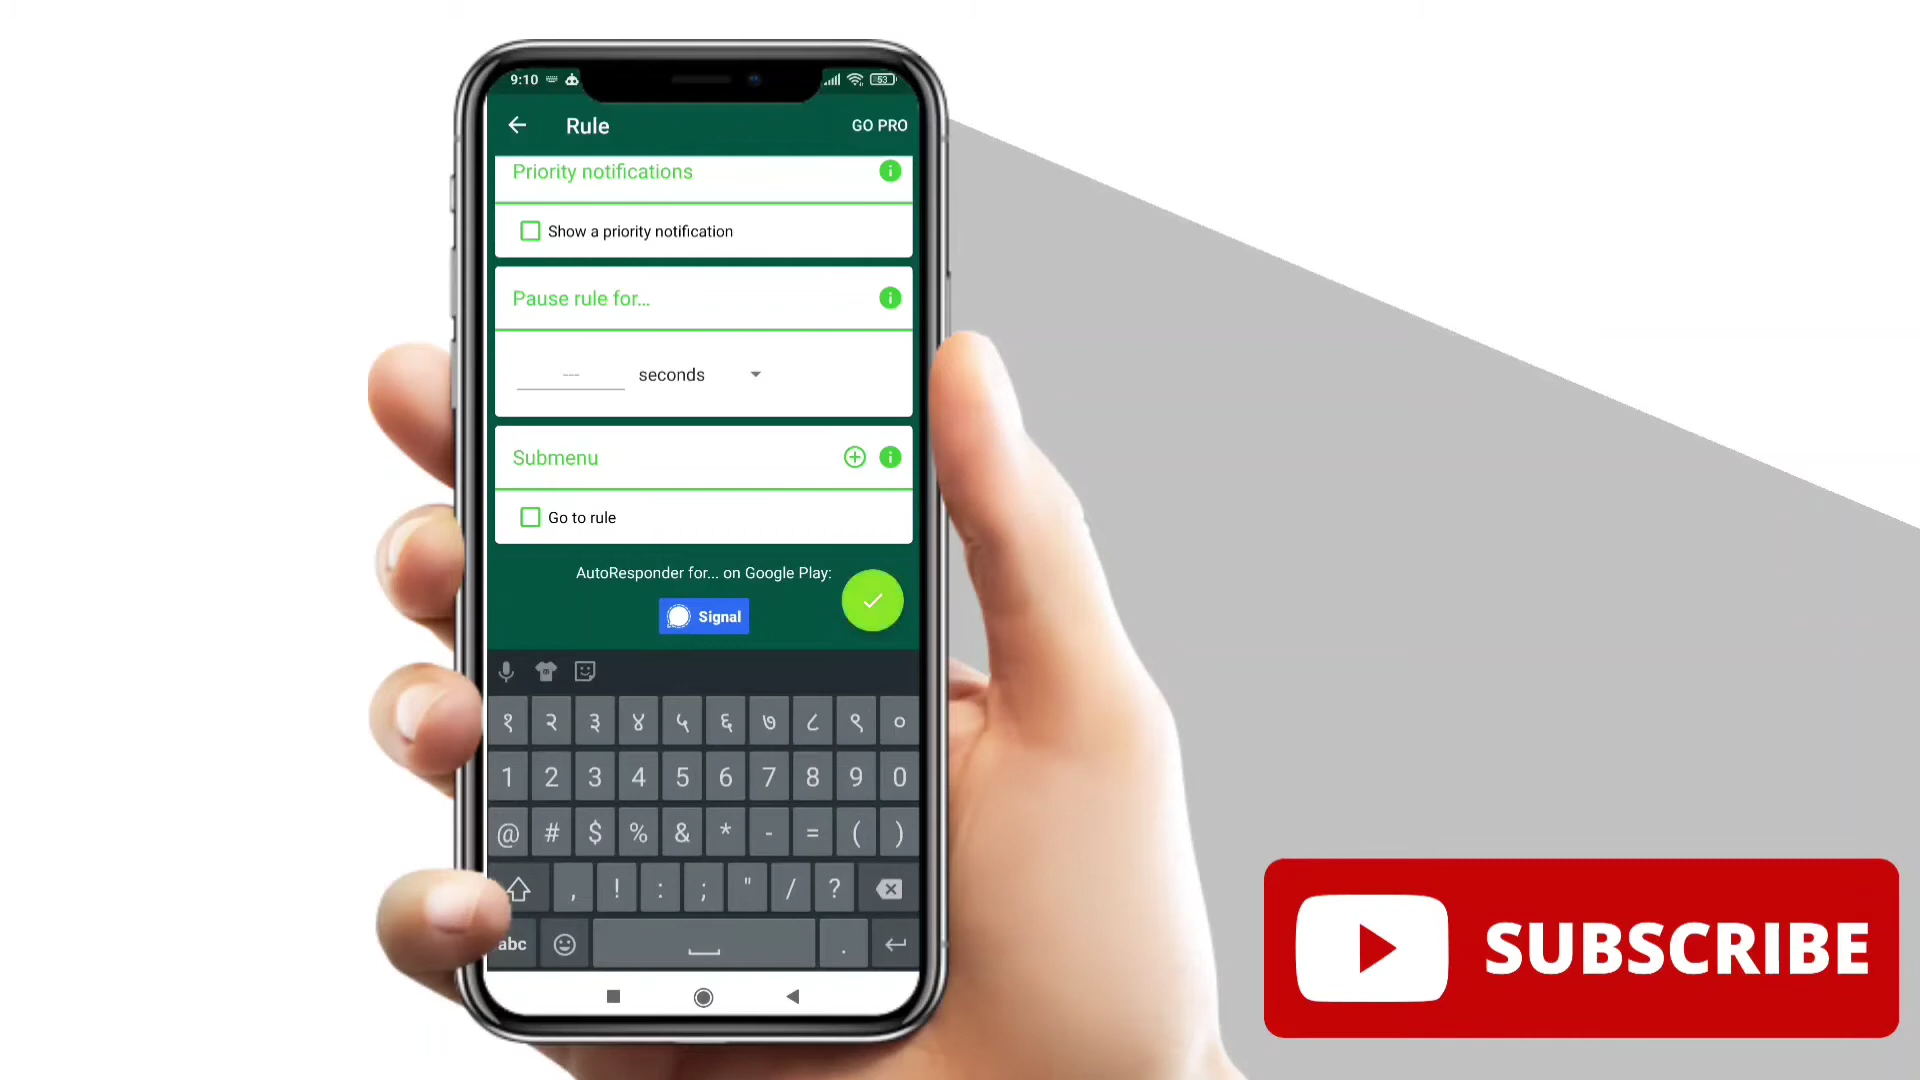 9:10
53
Rule
GO PRO
Priority notifications
Show a priority notification
Pause rule for...
--- seconds
Submenu
Go to rule
AutoResponder for... on Google Play:
Signal
१ २ ३ ४ ५ ६ ७ ८ ९ ०
1 2 3 4 5 6 7 8 9 0
@ # $ % & * - = ( )
, ! : ; " / ?
abc .
SUBSCRIBE